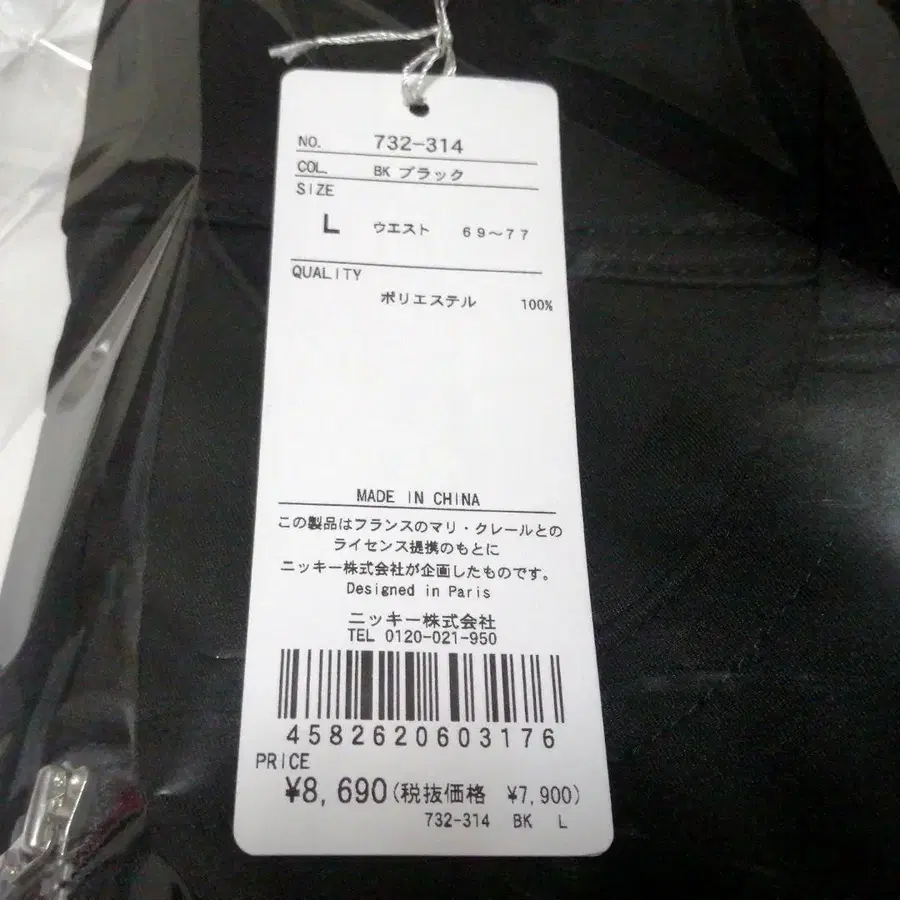 NO. 732-314
COL. BK ブラック
SIZE
L ウエスト 69～77
QUALITY
ポリエステル 100%
MADE IN CHINA
この製品はフランスのマリ・クレールとの
ライセンス提携のもとに
ニッキー株式会社が企画したものです。
Designed in Paris
ニッキー株式会社
TEL 0120-021-950
4582620603176
PRICE
¥8,690(税抜価格 ¥7,900)
732-314 BK L